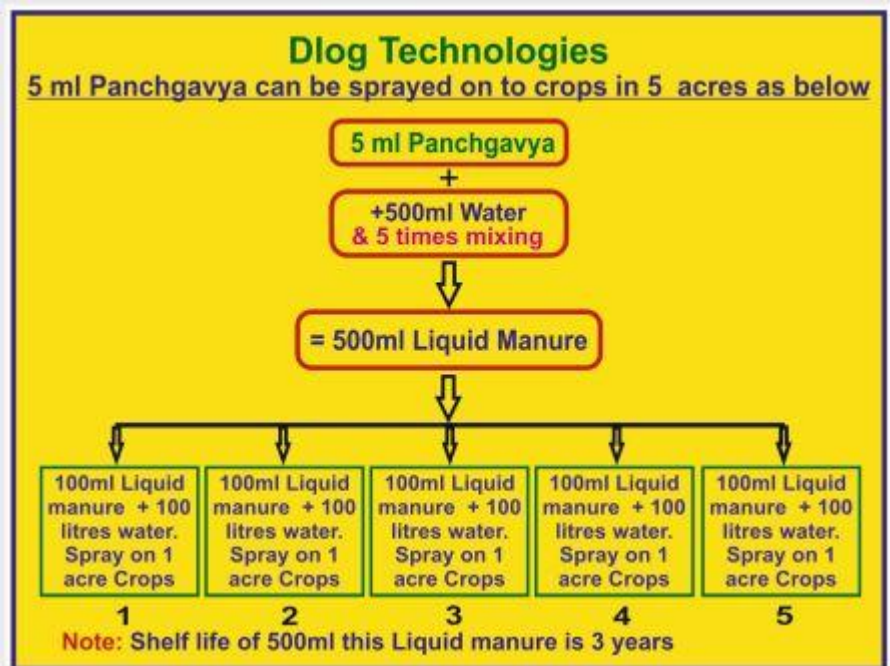 Dlog Technologies
5 ml Panchgavya can be sprayed on to crops in 5 acres as below
5 ml Panchgavya
+
+500ml Water
& 5 times mixing
= 500ml Liquid Manure
100ml Liquid
manure + 100
litres water.
Spray on 1
acre Crops
1
100ml Liquid
manure + 100
litres water.
Spray on 1
acre Crops
2
100ml Liquid
manure + 100
litres water.
Spray on 1
acre Crops
3
100ml Liquid
manure + 100
litres water.
Spray on 1
acre Crops
4
100ml Liquid
manure + 100
litres water.
Spray on 1
acre Crops
5
Note: Shelf life of 500ml this Liquid manure is 3 years